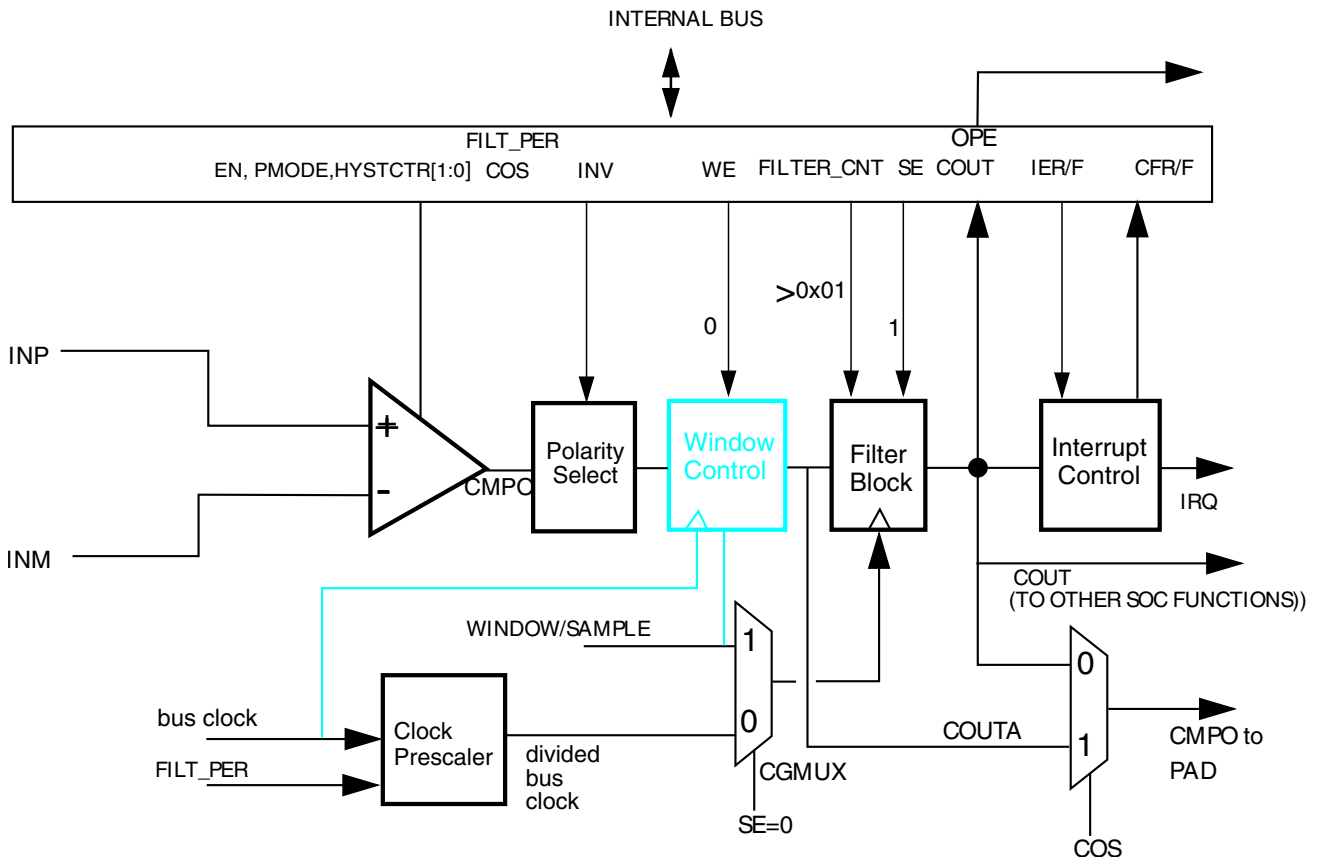 INTERNAL BUS
FILT_PER
OPE
EN, PMODE,HYSTCTR[1:0] COS INV WE FILTER_CNT SE COUT IER/F CFR/F
>0x01
0
1
INP
+
-
CMPO
Polarity
Select
Window
Control
Filter
Block
Interrupt
Control
IRQ
INM
COUT
(TO OTHER SOC FUNCTIONS))
WINDOW/SAMPLE
1
0
0
1
bus clock
FILT_PER
Clock
Prescaler
divided
bus
clock
CGMUX
SE=0
COUTA
CMPO to
PAD
COS